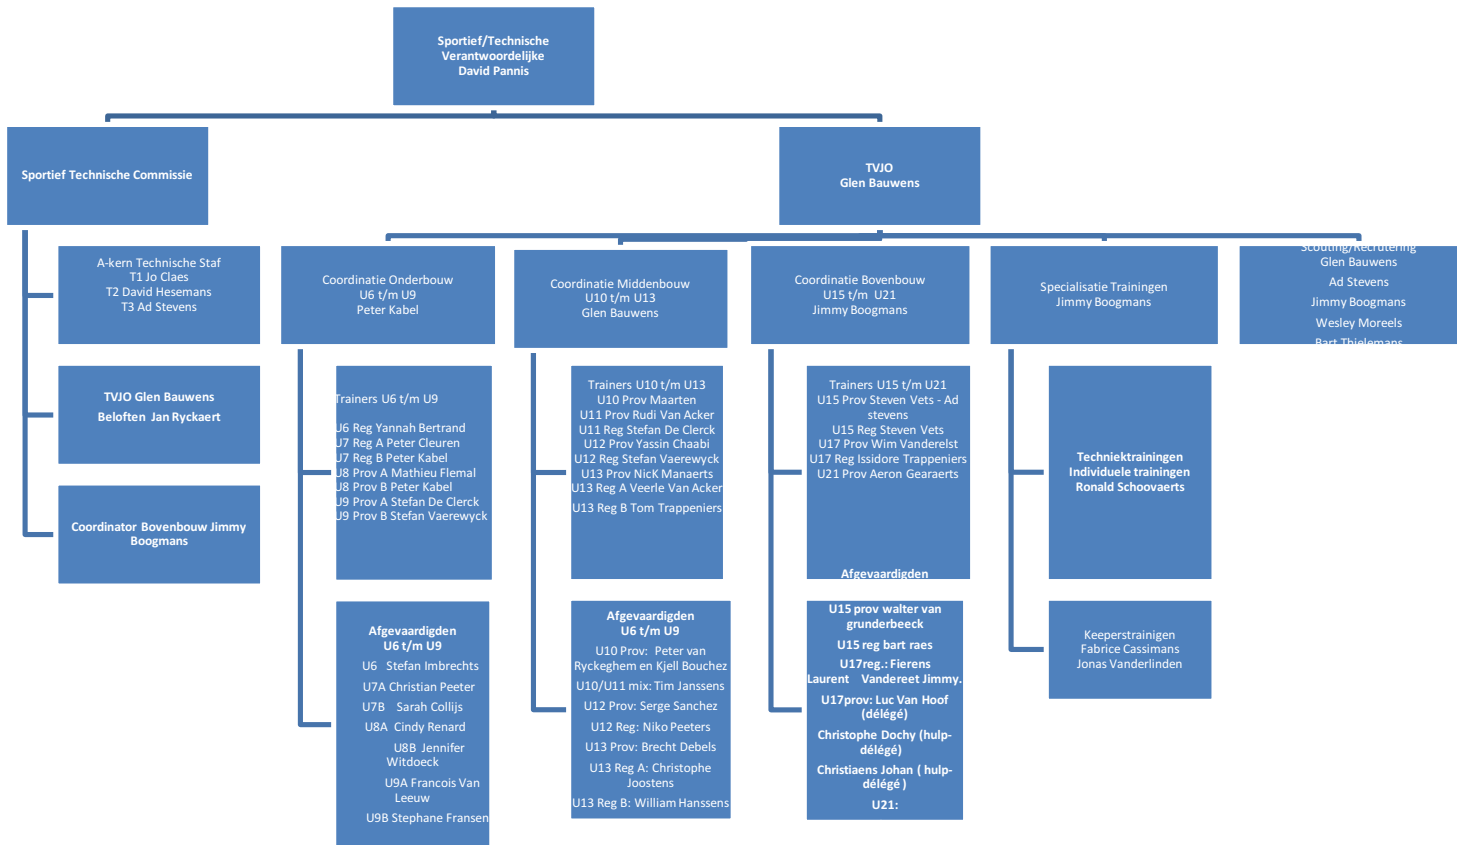 Sportief/Technische
Verantwoordelijke
David Pannis
Sportief Technische Commissie
TVJO
Glen Bauwens
A-kern Technische Staf
T1 Jo Claes
T2 David Hesemans
T3 Ad Stevens
TVJO Glen Bauwens
Beloften Jan Ryckaert
Coordinator Bovenbouw Jimmy
Boogmans
Coordinatie Onderbouw
U6 t/m U9
Peter Kabel
Trainers U6 t/m U9
U6 Reg Yannah Bertrand
U7 Reg A Peter Cleuren
U7 Reg B Peter Kabel
U8 Prov A Mathieu Flemal
U8 Prov B Peter Kabel
U9 Prov A Stefan De Clerck
U9 Prov B Stefan Vaerewyck
Afgevaardigden
U6 t/m U9
U6 Stefan Imbrechts
U7A Christian Peeter
U7B Sarah Collijs
U8A Cindy Renard
U8B Jennifer
Witdoeck
U9A Francois Van
Leeuw
U9B Stephane Fransen
Coordinatie Middenbouw
U10 t/m U13
Glen Bauwens
Trainers U10 t/m U13
U10 Prov Maarten
U11 Prov Rudi Van Acker
U11 Reg Stefan De Clerck
U12 Prov Yassin Chaabi
U12 Reg Stefan Vaerewyck
U13 Prov NicK Manaerts
U13 Reg A Veerle Van Acker
U13 Reg B Tom Trappeniers
Afgevaardigden
U6 t/m U9
U10 Prov: Peter van
Ryckeghem en Kjell Bouchez
U10/U11 mix: Tim Janssens
U12 Prov: Serge Sanchez
U12 Reg: Niko Peeters
U13 Prov: Brecht Debels
U13 Reg A: Christophe
Joostens
U13 Reg B: William Hanssens
Coordinatie Bovenbouw
U15 t/m U21
Jimmy Boogmans
Trainers U15 t/m U21
U15 Prov Steven Vets - Ad
stevens
U15 Reg Steven Vets
U17 Prov Wim Vanderelst
U17 Reg Issidore Trappeniers
U21 Prov Aeron Gearaerts
Afgevaardigden
U15 prov walter van
grunderbeeck
U15 reg bart raes
U17reg.: Fierens
Laurent Vandereet Jimmy.
U17prov: Luc Van Hoof
(délégé)
Christophe Dochy (hulp-
délégé)
Christiaens Johan ( hulp-
délégé )
U21:
Specialisatie Trainingen
Jimmy Boogmans
Techniektrainingen
Individuele trainingen
Ronald Schoovaerts
Keeperstrainigen
Fabrice Cassimans
Jonas Vanderlinden
Scouting/Recrutering
Glen Bauwens
Ad Stevens
Jimmy Boogmans
Wesley Moreels
Bart Thielemans